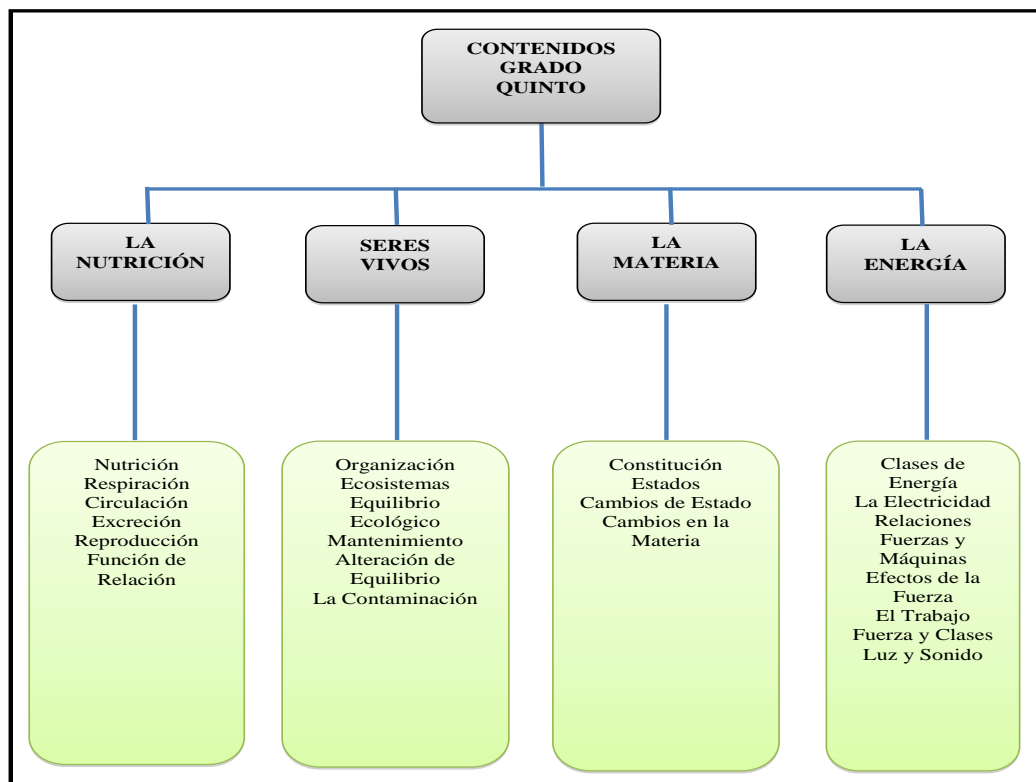 CONTENIDOS
GRADO
QUINTO
LA
NUTRICIÓN
SERES
VIVOS
LA
MATERIA
LA
ENERGÍA
Nutrición
Respiración
Circulación
Excreción
Reproducción
Función de
Relación
Organización
Ecosistemas
Equilibrio
Ecológico
Mantenimiento
Alteración de
Equilibrio
La Contaminación
Constitución
Estados
Cambios de Estado
Cambios en la
Materia
Clases de
Energía
La Electricidad
Relaciones
Fuerzas y
Máquinas
Efectos de la
Fuerza
El Trabajo
Fuerza y Clases
Luz y Sonido